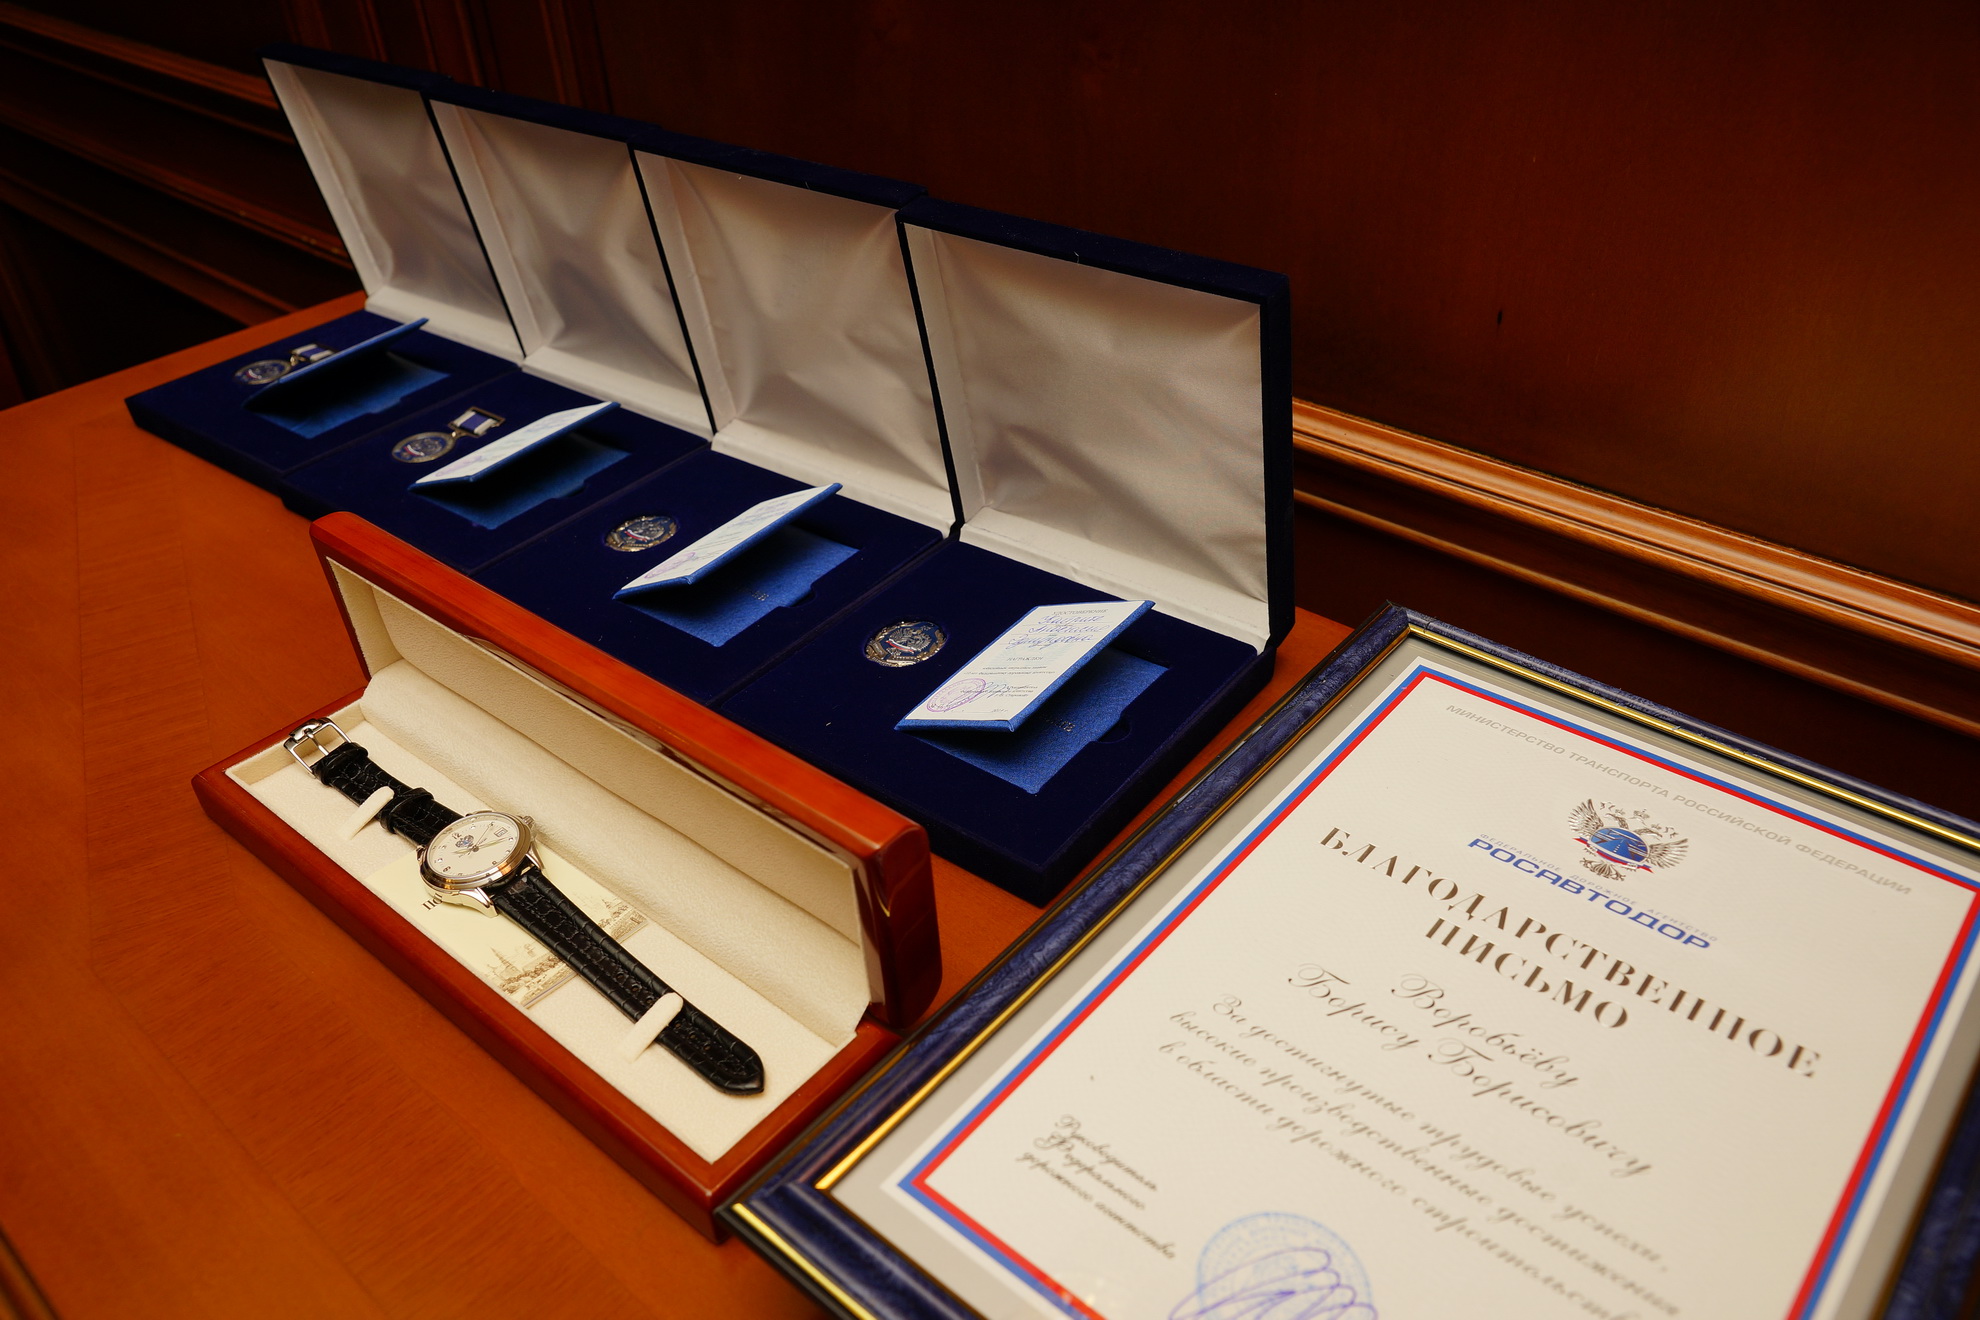 МИНИСТЕРСТВО ТРАНСПОРТА РОССИЙСКОЙ ФЕДЕРАЦИИ
ФЕДЕРАЛЬНОЕ ДОРОЖНОЕ АГЕНТСТВО
РОСАВТОДОР
БЛАГОДАРСТВЕННОЕ
ПИСЬМО
Воробьёву
Борису Борисовичу
За достигнутые трудовые успехи,
высокие производственные достижения
в области дорожного строительства
Руководитель
Федерального
дорожного агентства
УДОСТОВЕРЕНИЕ